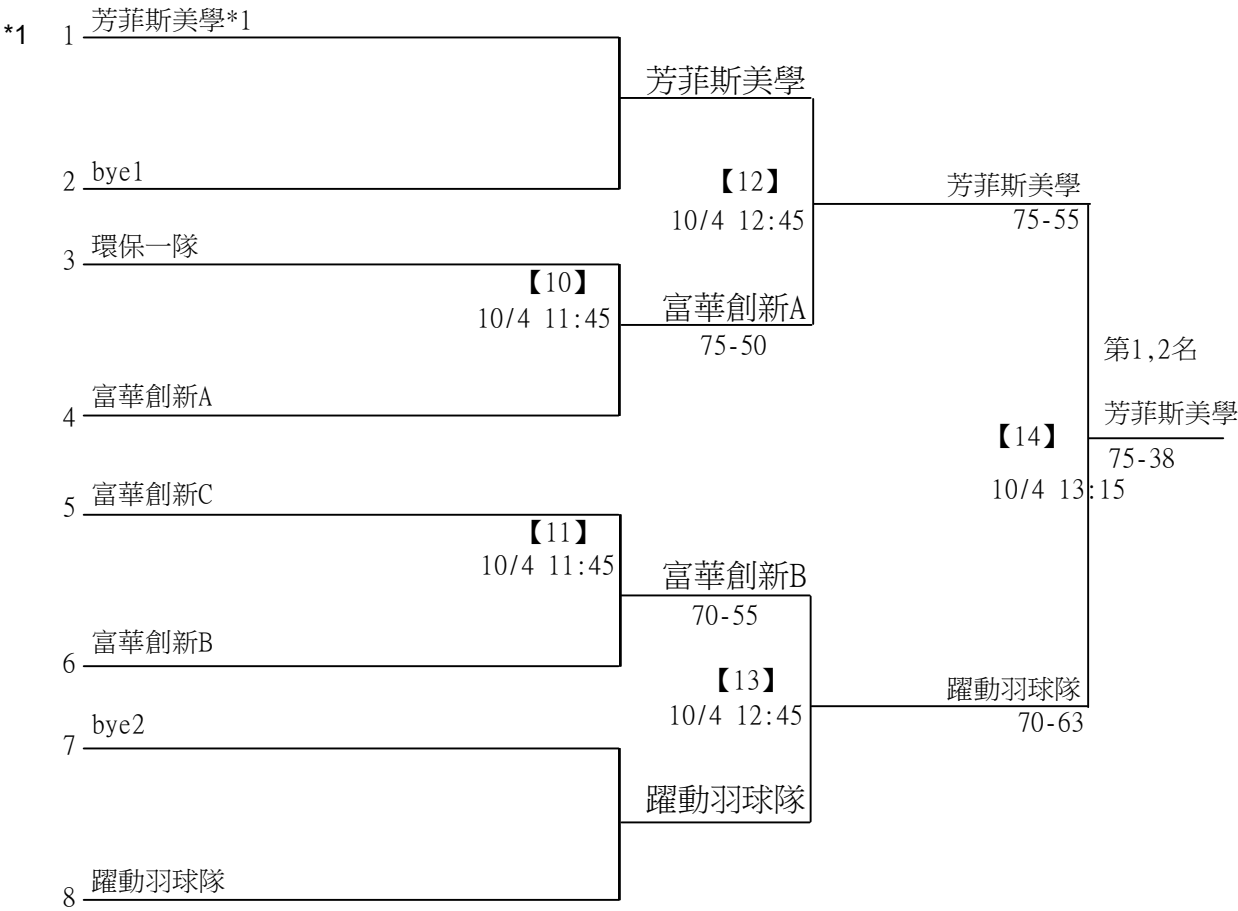 *1
1 芳菲斯美學*1
芳菲斯美學
2 bye1
【12】
10/4 12:45
芳菲斯美學
75-55
3 環保一隊
【10】
10/4 11:45
富華創新A
75-50
第1,2名
4 富華創新A
芳菲斯美學
75-38
【14】
10/4 13:15
5 富華創新C
【11】
10/4 11:45
富華創新B
70-55
6 富華創新B
【13】
10/4 12:45
躍動羽球隊
70-63
7 bye2
躍動羽球隊
8 躍動羽球隊